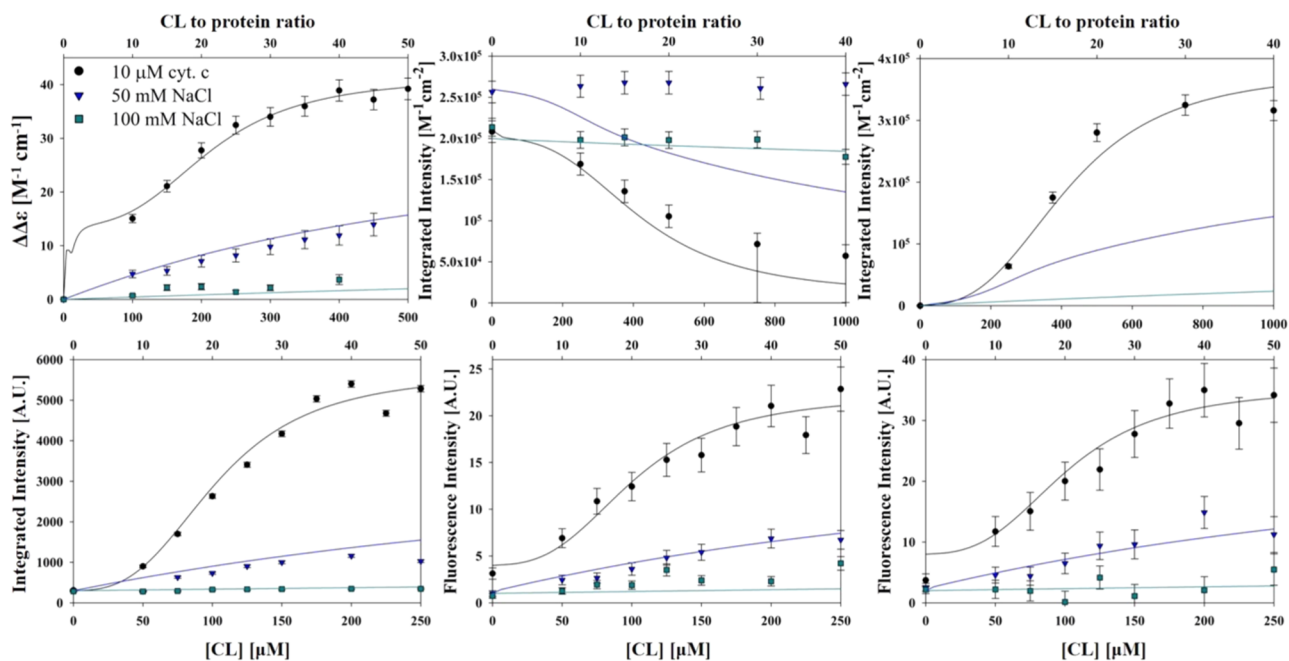 CL to protein ratio
CL to protein ratio
CL to protein ratio
0 10 20 30 40 50
0 10 20 30 40
0 10 20 30 40
10 µM cyt. c
50 mM NaCl
100 mM NaCl
ΔΔε [M⁻¹ cm⁻¹]
40
30
20
10
0
0 100 200 300 400 500
Integrated Intensity [M⁻¹cm⁻²]
3.0x10⁵
2.5x10⁵
2.0x10⁵
1.5x10⁵
10⁵
5.0x10⁴
0
0 200 400 600 800 1000
Integrated Intensity [M⁻¹cm⁻²]
4x10⁵
3x10⁵
2x10⁵
10⁵
0
0 200 400 600 800 1000
0 10 20 30 40 50
Integrated Intensity [A.U.]
6000
5000
4000
3000
2000
1000
0
0 50 100 150 200 250
[CL] [µM]
0 10 20 30 40 50
Fluorescence Intensity [A.U.]
25
20
15
10
5
0
0 50 100 150 200 250
[CL] [µM]
0 10 20 30 40 50
Fluorescence Intensity [A.U.]
40
30
20
10
0
0 50 100 150 200 250
[CL] [µM]